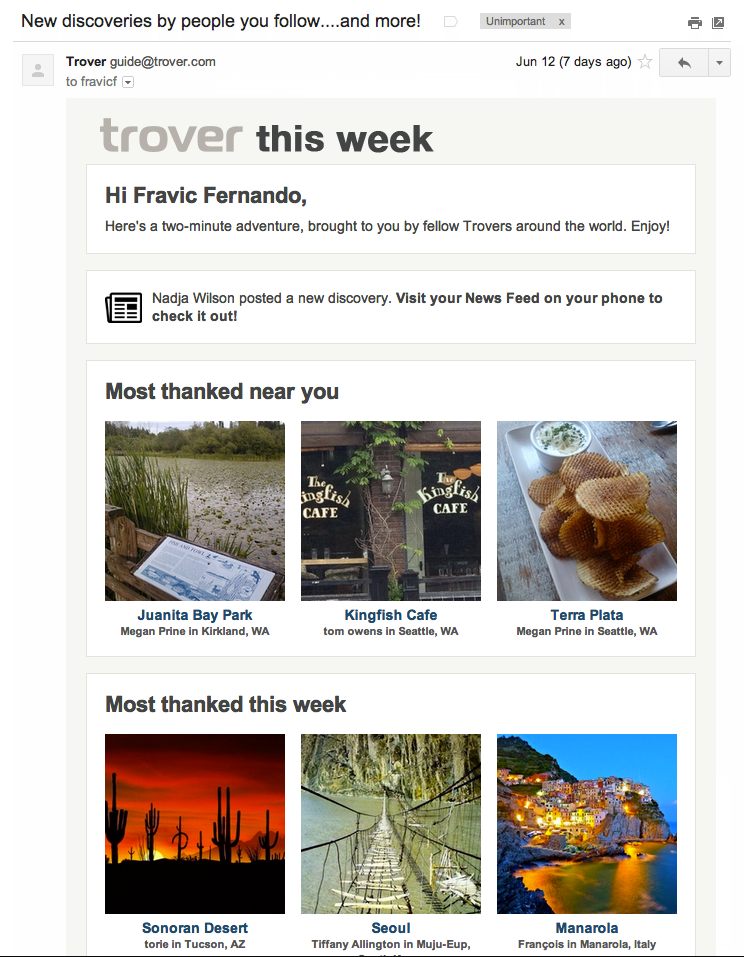 New discoveries by people you follow....and more!
Unimportant x
Trover guide@trover.com
Jun 12 (7 days ago)
to fravicf
trover this week
Hi Fravic Fernando,
Here's a two-minute adventure, brought to you by fellow Trovers around the world. Enjoy!
Nadja Wilson posted a new discovery. Visit your News Feed on your phone to
check it out!
Most thanked near you
The
ingfish
CAFE
The
Kingfish
CAFE
FISH AND FOWL
Juanita Bay Park
Megan Prine in Kirkland, WA
Kingfish Cafe
tom owens in Seattle, WA
Terra Plata
Megan Prine in Seattle, WA
Most thanked this week
Sonoran Desert
torie in Tucson, AZ
Seoul
Tiffany Allington in Muju-Eup,
Manarola
François in Manarola, Italy